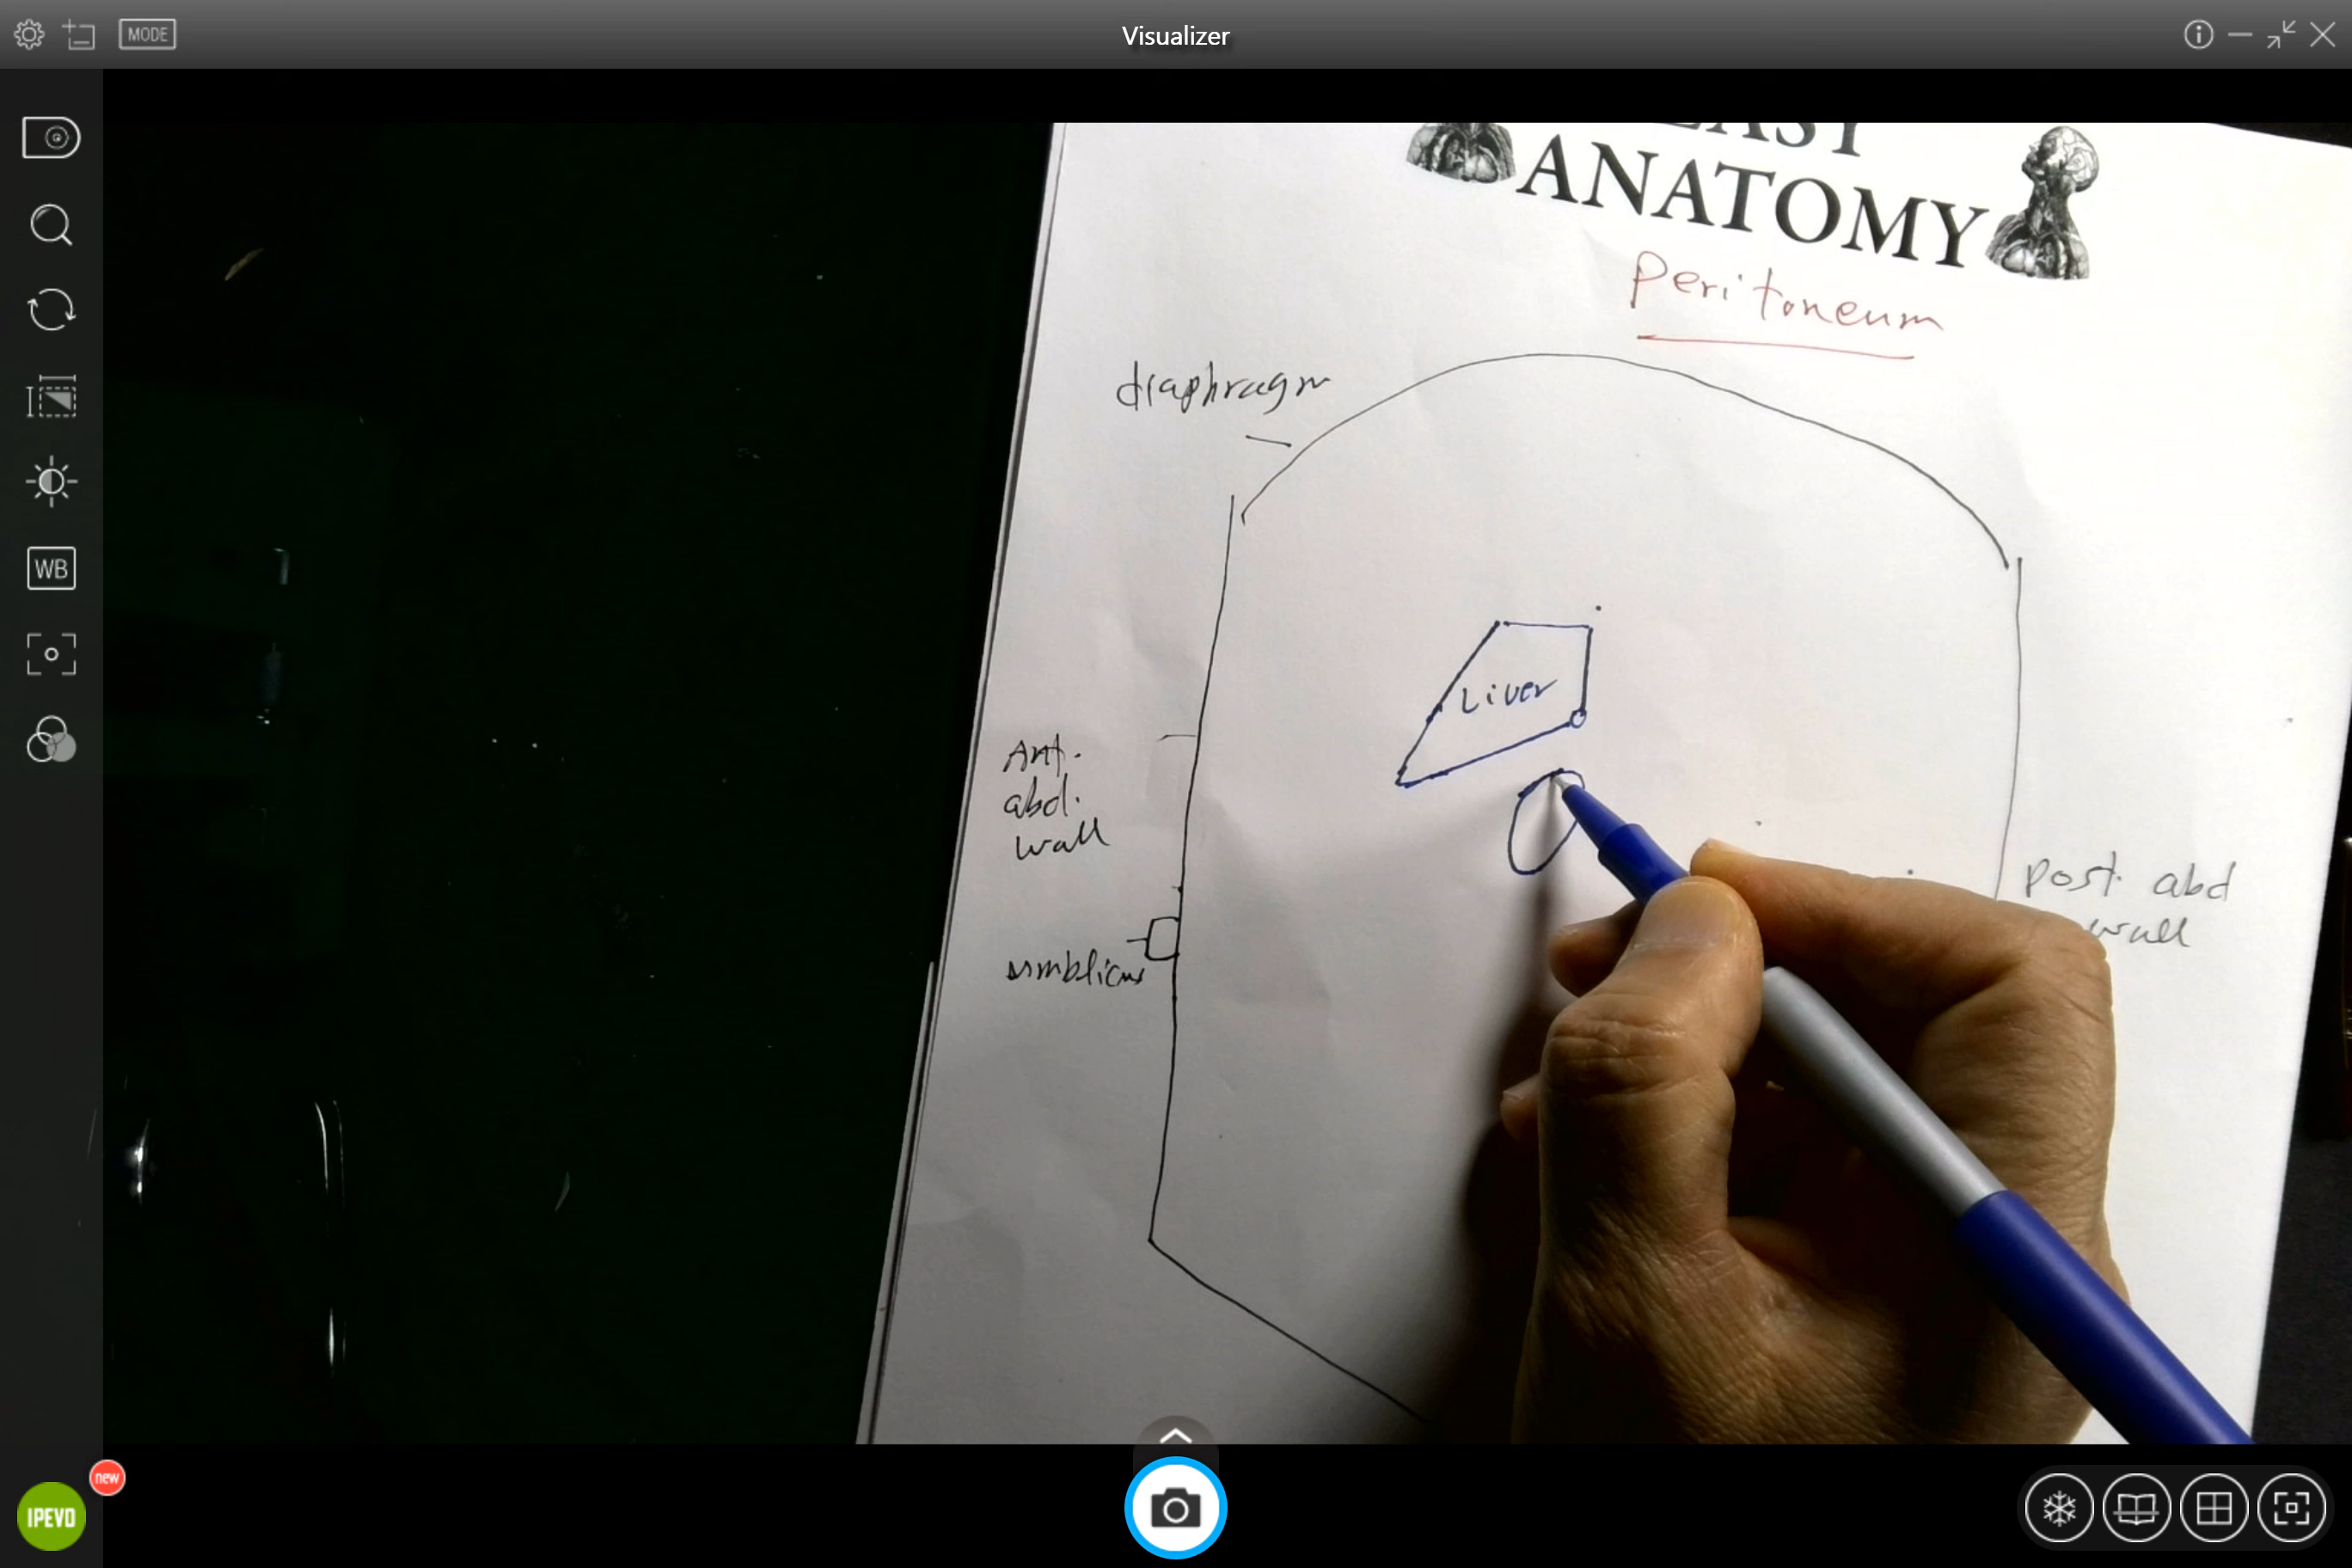 MODE
Visualizer
WB
ANATOMY
Peritoneum
diaphragm
Liver
Ant.
abd.
wall
umblicus
post. abd
wall
new
IPEVO